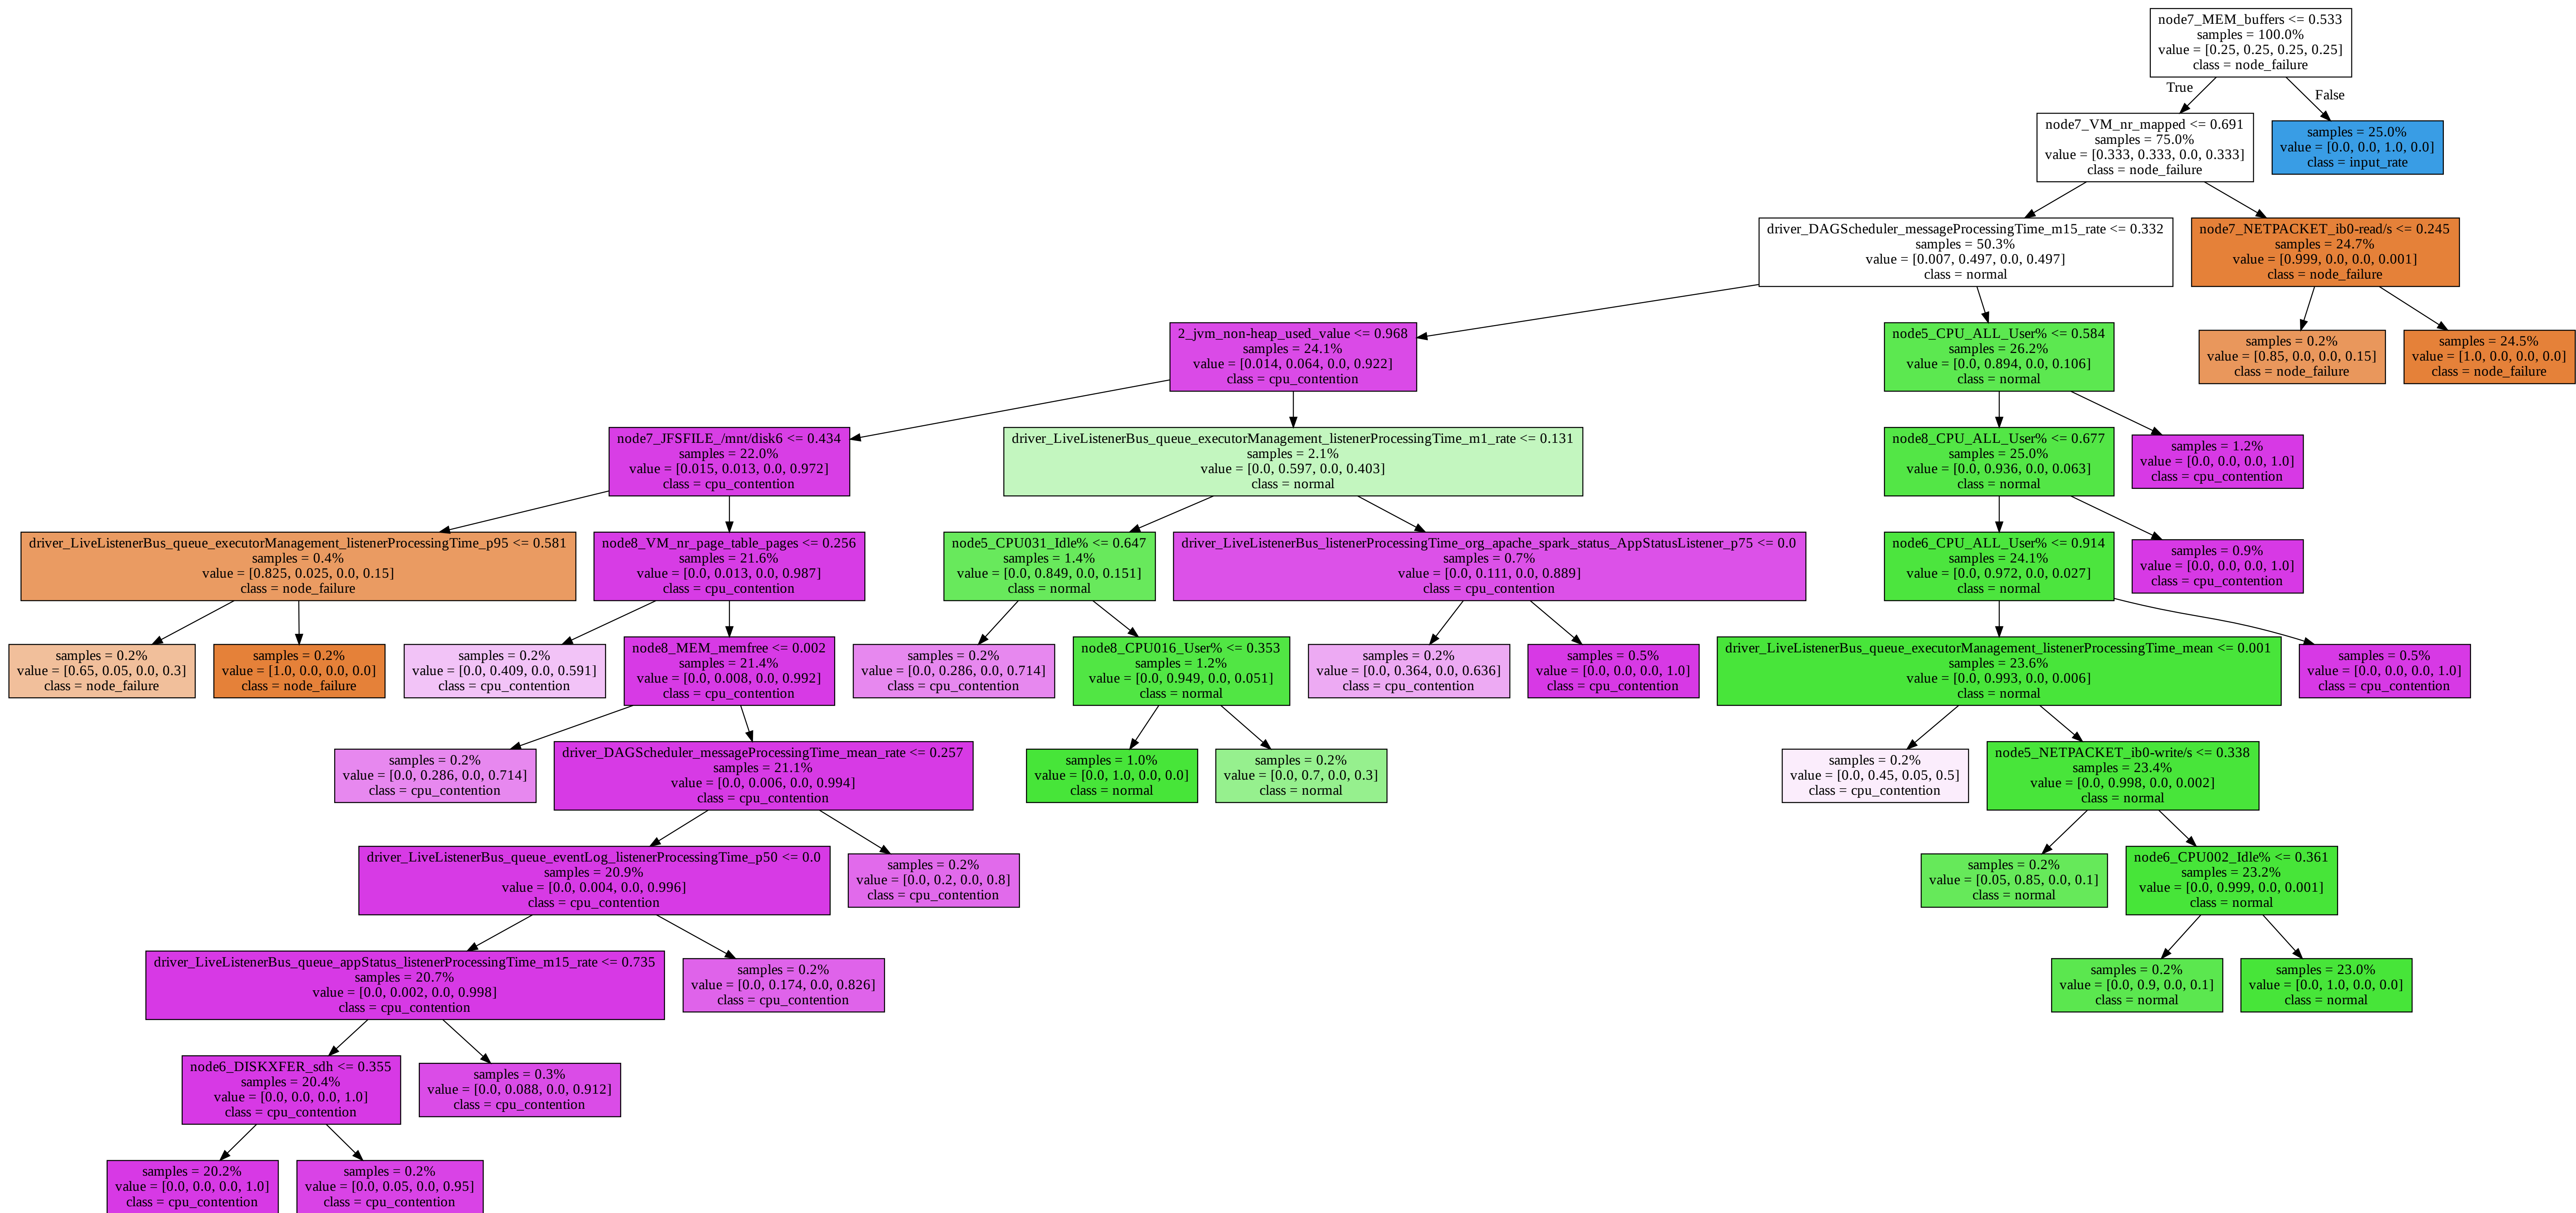 node7_MEM_buffers <= 0.533
samples = 100.0%
value = [0.25, 0.25, 0.25, 0.25]
class = node_failure
True
False
node7_VM_nr_mapped <= 0.691
samples = 75.0%
value = [0.333, 0.333, 0.0, 0.333]
class = node_failure
samples = 25.0%
value = [0.0, 0.0, 1.0, 0.0]
class = input_rate
driver_DAGScheduler_messageProcessingTime_m15_rate <= 0.332
samples = 50.3%
value = [0.007, 0.497, 0.0, 0.497]
class = normal
node7_NETPACKET_ib0-read/s <= 0.245
samples = 24.7%
value = [0.999, 0.0, 0.0, 0.001]
class = node_failure
2_jvm_non-heap_used_value <= 0.968
samples = 24.1%
value = [0.014, 0.064, 0.0, 0.922]
class = cpu_contention
node5_CPU_ALL_User% <= 0.584
samples = 26.2%
value = [0.0, 0.894, 0.0, 0.106]
class = normal
samples = 0.2%
value = [0.85, 0.0, 0.0, 0.15]
class = node_failure
samples = 24.5%
value = [1.0, 0.0, 0.0, 0.0]
class = node_failure
node7_JFSFILE_/mnt/disk6 <= 0.434
samples = 22.0%
value = [0.015, 0.013, 0.0, 0.972]
class = cpu_contention
driver_LiveListenerBus_queue_executorManagement_listenerProcessingTime_m1_rate <= 0.131
samples = 2.1%
value = [0.0, 0.597, 0.0, 0.403]
class = normal
node8_CPU_ALL_User% <= 0.677
samples = 25.0%
value = [0.0, 0.936, 0.0, 0.063]
class = normal
samples = 1.2%
value = [0.0, 0.0, 0.0, 1.0]
class = cpu_contention
driver_LiveListenerBus_queue_executorManagement_listenerProcessingTime_p95 <= 0.581
samples = 0.4%
value = [0.825, 0.025, 0.0, 0.15]
class = node_failure
node8_VM_nr_page_table_pages <= 0.256
samples = 21.6%
value = [0.0, 0.013, 0.0, 0.987]
class = cpu_contention
node5_CPU031_Idle% <= 0.647
samples = 1.4%
value = [0.0, 0.849, 0.0, 0.151]
class = normal
driver_LiveListenerBus_listenerProcessingTime_org_apache_spark_status_AppStatusListener_p75 <= 0.0
samples = 0.7%
value = [0.0, 0.111, 0.0, 0.889]
class = cpu_contention
node6_CPU_ALL_User% <= 0.914
samples = 24.1%
value = [0.0, 0.972, 0.0, 0.027]
class = normal
samples = 0.9%
value = [0.0, 0.0, 0.0, 1.0]
class = cpu_contention
samples = 0.2%
value = [0.65, 0.05, 0.0, 0.3]
class = node_failure
samples = 0.2%
value = [1.0, 0.0, 0.0, 0.0]
class = node_failure
samples = 0.2%
value = [0.0, 0.409, 0.0, 0.591]
class = cpu_contention
node8_MEM_memfree <= 0.002
samples = 21.4%
value = [0.0, 0.008, 0.0, 0.992]
class = cpu_contention
samples = 0.2%
value = [0.0, 0.286, 0.0, 0.714]
class = cpu_contention
node8_CPU016_User% <= 0.353
samples = 1.2%
value = [0.0, 0.949, 0.0, 0.051]
class = normal
samples = 0.2%
value = [0.0, 0.364, 0.0, 0.636]
class = cpu_contention
samples = 0.5%
value = [0.0, 0.0, 0.0, 1.0]
class = cpu_contention
driver_LiveListenerBus_queue_executorManagement_listenerProcessingTime_mean <= 0.001
samples = 23.6%
value = [0.0, 0.993, 0.0, 0.006]
class = normal
samples = 0.5%
value = [0.0, 0.0, 0.0, 1.0]
class = cpu_contention
samples = 0.2%
value = [0.0, 0.286, 0.0, 0.714]
class = cpu_contention
driver_DAGScheduler_messageProcessingTime_mean_rate <= 0.257
samples = 21.1%
value = [0.0, 0.006, 0.0, 0.994]
class = cpu_contention
samples = 1.0%
value = [0.0, 1.0, 0.0, 0.0]
class = normal
samples = 0.2%
value = [0.0, 0.7, 0.0, 0.3]
class = normal
samples = 0.2%
value = [0.0, 0.45, 0.05, 0.5]
class = cpu_contention
node5_NETPACKET_ib0-write/s <= 0.338
samples = 23.4%
value = [0.0, 0.998, 0.0, 0.002]
class = normal
driver_LiveListenerBus_queue_eventLog_listenerProcessingTime_p50 <= 0.0
samples = 20.9%
value = [0.0, 0.004, 0.0, 0.996]
class = cpu_contention
samples = 0.2%
value = [0.0, 0.2, 0.0, 0.8]
class = cpu_contention
samples = 0.2%
value = [0.05, 0.85, 0.0, 0.1]
class = normal
node6_CPU002_Idle% <= 0.361
samples = 23.2%
value = [0.0, 0.999, 0.0, 0.001]
class = normal
driver_LiveListenerBus_queue_appStatus_listenerProcessingTime_m15_rate <= 0.735
samples = 20.7%
value = [0.0, 0.002, 0.0, 0.998]
class = cpu_contention
samples = 0.2%
value = [0.0, 0.174, 0.0, 0.826]
class = cpu_contention
samples = 0.2%
value = [0.0, 0.9, 0.0, 0.1]
class = normal
samples = 23.0%
value = [0.0, 1.0, 0.0, 0.0]
class = normal
node6_DISKXFER_sdh <= 0.355
samples = 20.4%
value = [0.0, 0.0, 0.0, 1.0]
class = cpu_contention
samples = 0.3%
value = [0.0, 0.088, 0.0, 0.912]
class = cpu_contention
samples = 20.2%
value = [0.0, 0.0, 0.0, 1.0]
class = cpu_contention
samples = 0.2%
value = [0.0, 0.05, 0.0, 0.95]
class = cpu_contention